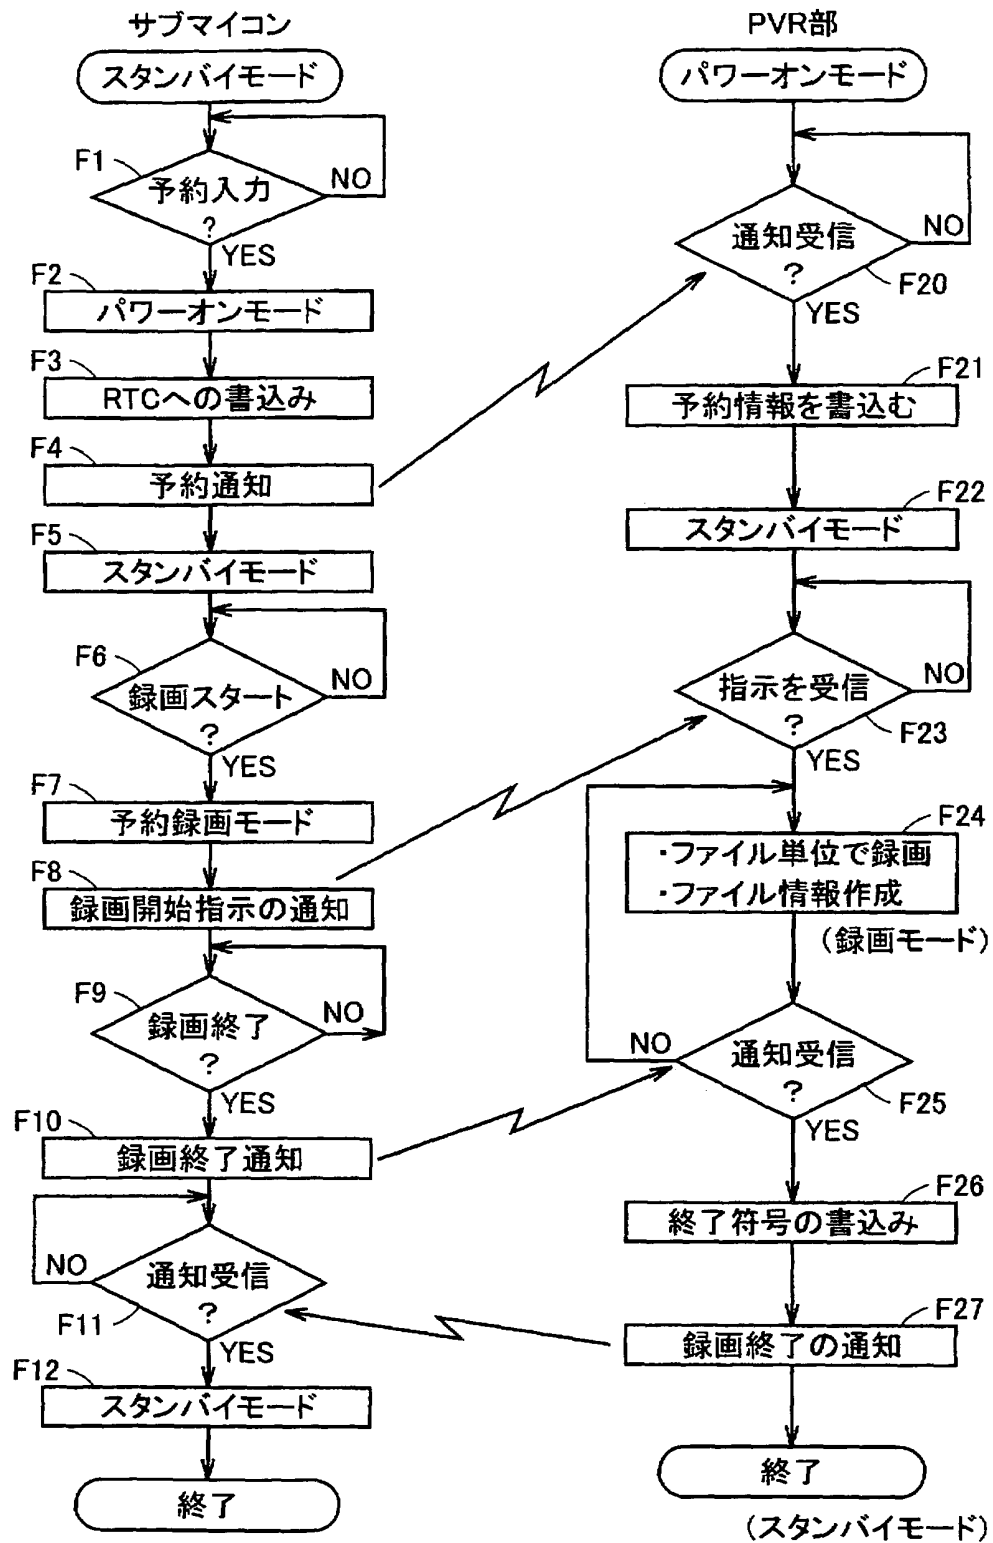 サブマイコン
スタンバイモード
F1
予約入力
?
NO
YES
F2
パワーオンモード
F3
RTCへの書込み
F4
予約通知
F5
スタンバイモード
F6
録画スタート
?
NO
YES
F7
予約録画モード
F8
録画開始指示の通知
F9
録画終了
?
NO
YES
F10
録画終了通知
NO
通知受信
?
F11
YES
F12
スタンバイモード
終了
PVR部
パワーオンモード
通知受信
?
NO
F20
YES
F21
予約情報を書込む
F22
スタンバイモード
指示を受信
?
NO
F23
YES
F24
・ファイル単位で録画
・ファイル情報作成
(録画モード)
NO
通知受信
?
F25
YES
F26
終了符号の書込み
F27
録画終了の通知
終了
(スタンバイモード)